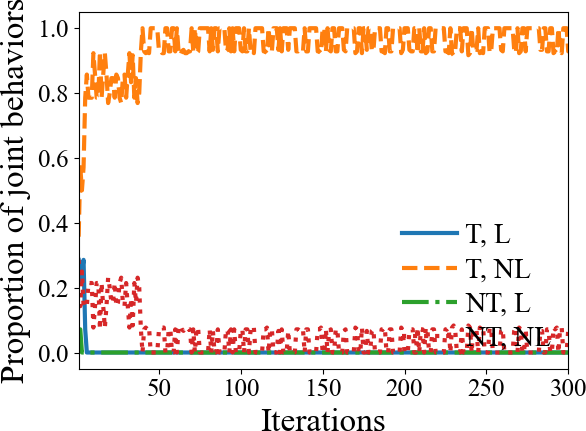 Proportion of joint behaviors
1.0
0.8
0.6
0.4
0.2
0.0
T, L
T, NL
NT, L
NT, NL
50
100
150
200
250
300
Iterations